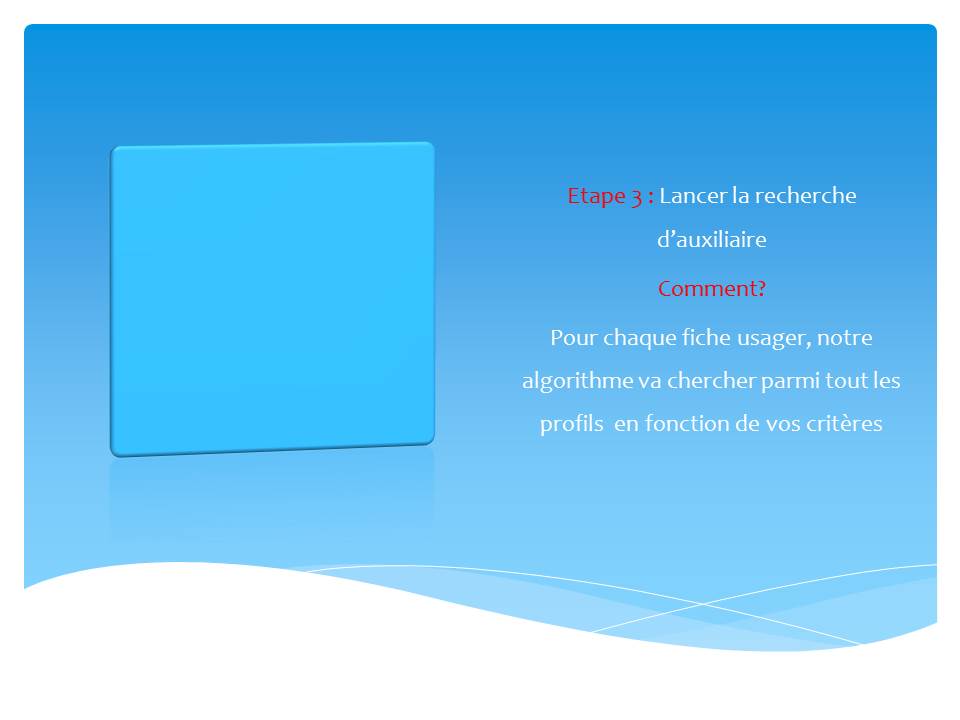 Etape 3 : Lancer la recherche
d’auxiliaire
Comment?
Pour chaque fiche usager, notre
algorithme va chercher parmi tout les
profils  en fonction de vos critères